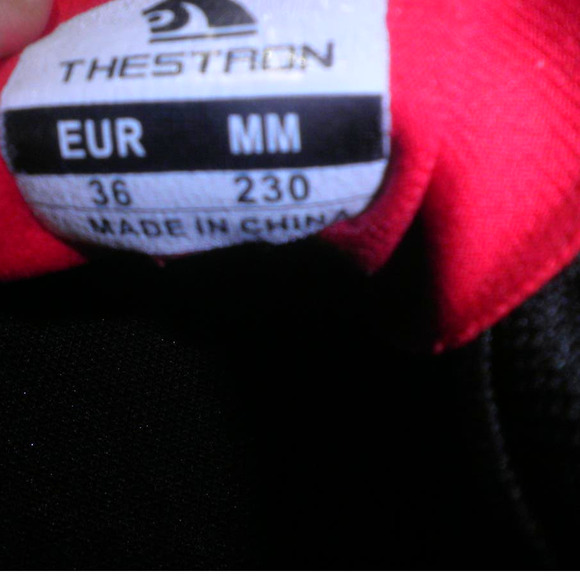 THESTRON
EUR MM
36 230
MADE IN CHINA